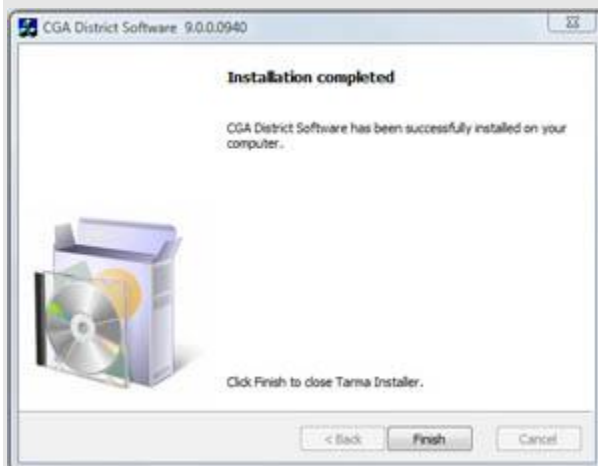 CGA District Software 9.0.0.0940
Installation completed
CGA District Software has been successfully installed on your
computer.
Click Finish to close Tarma Installer.
< Back
Finish
Cancel